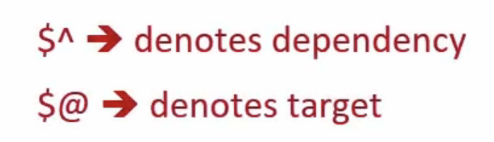 $^ ➔ denotes dependency
$@ ➔ denotes target